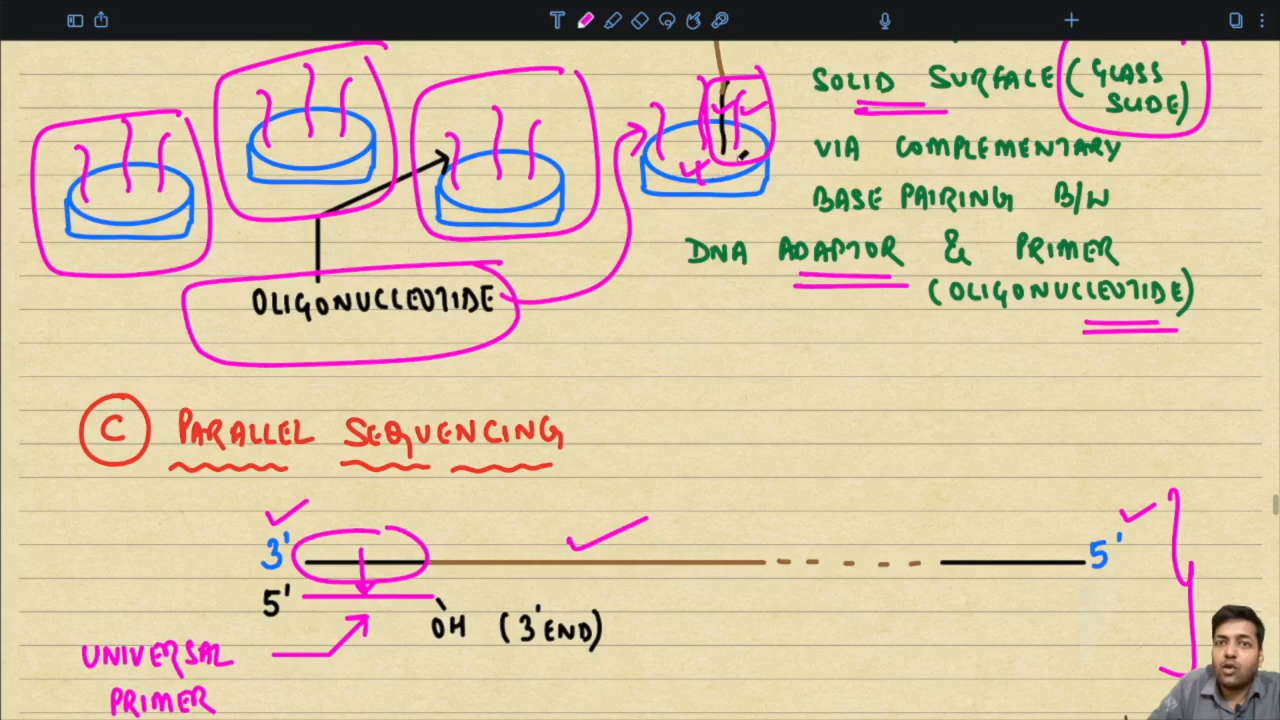 SOLID SURFACE (GLASS
SLIDE)
VIA COMPLEMENTARY
BASE PAIRING B/W
DNA ADAPTOR & PRIMER
(OLIGONUCLEOTIDE)
OLIGONUCLEOTIDE
C PARALLEL SEQUENCING
3' 5'
5' OH (3'END)
UNIVERSAL
PRIMER